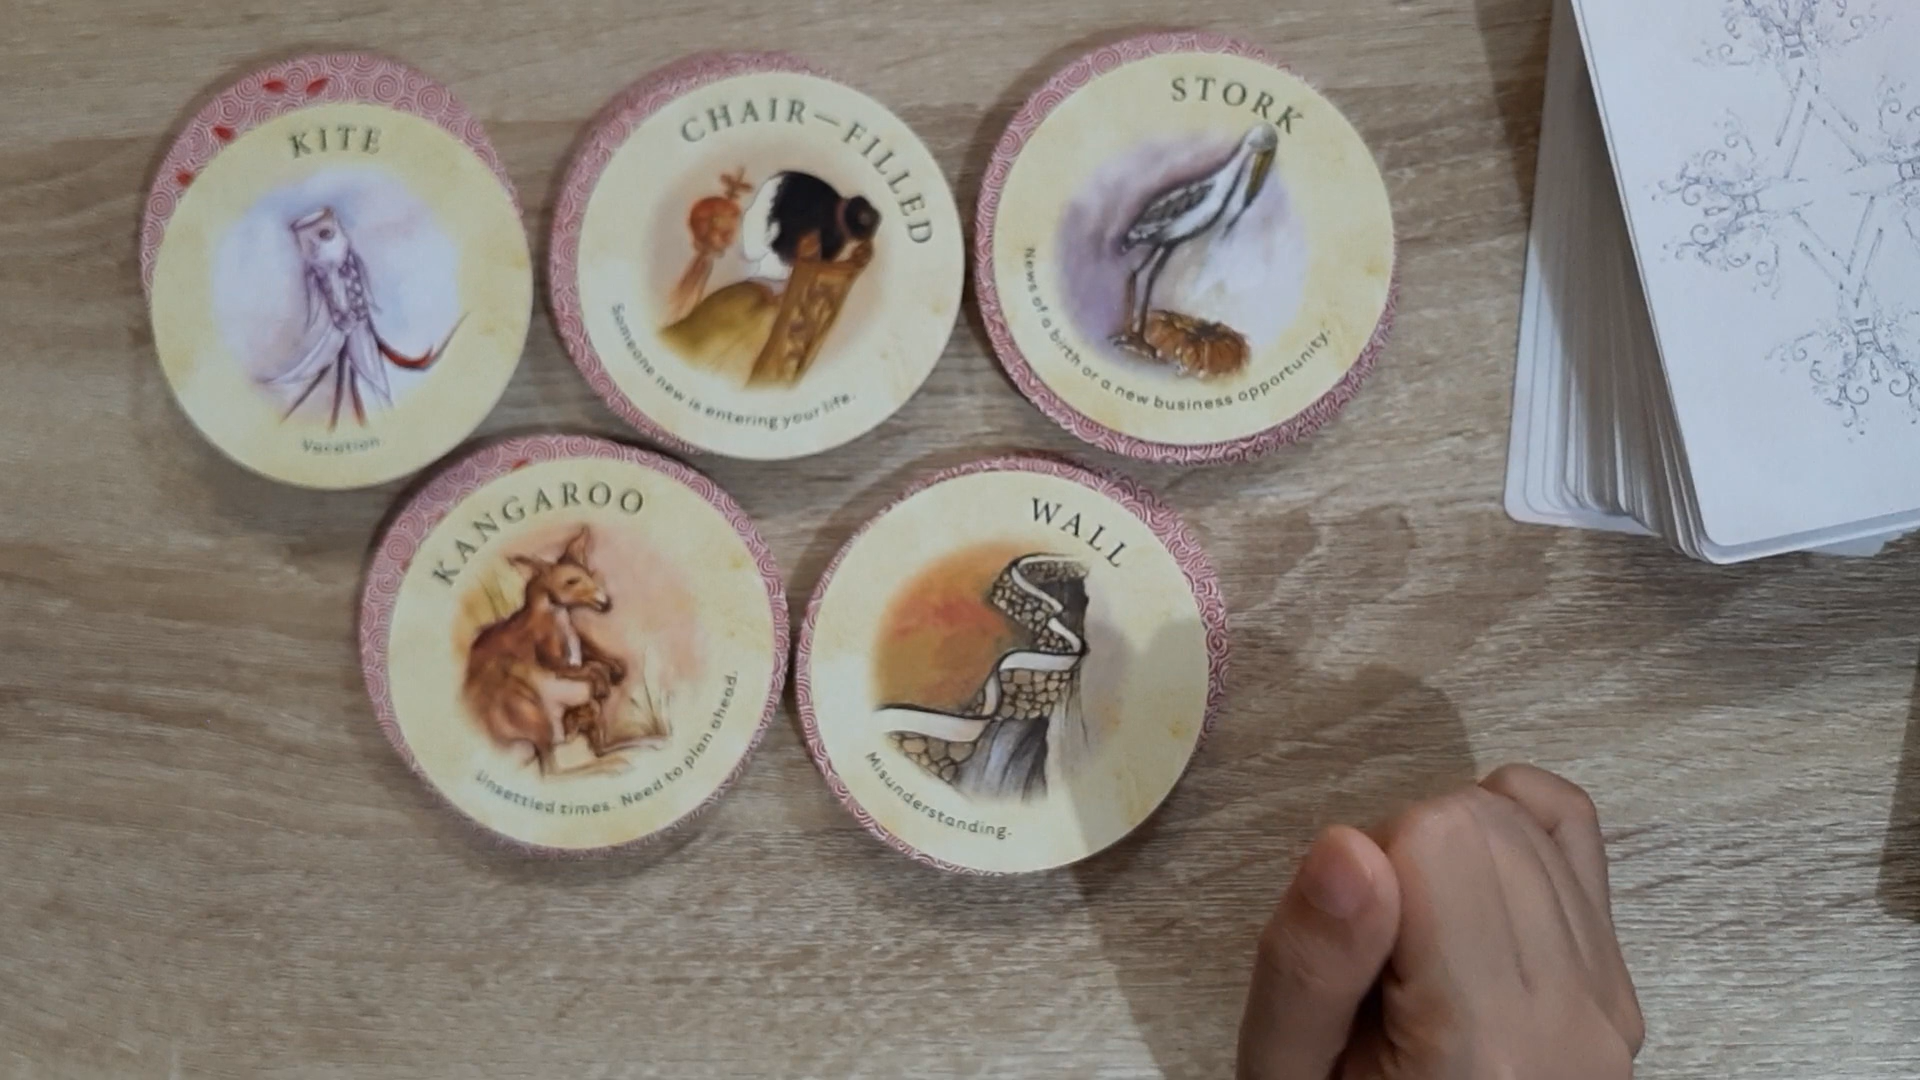 KITE
Vacation
CHAIR—FILLED
Someone new is entering your life.
STORK
News of a birth or a new business opportunity.
KANGAROO
Unsettled times. Need to plan ahead.
WALL
Misunderstanding.